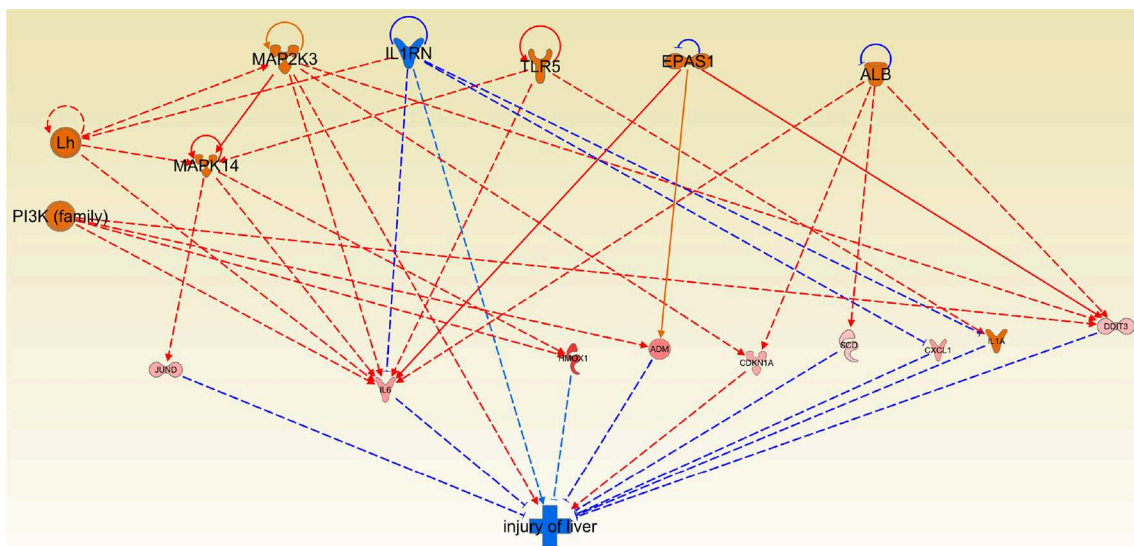 MAP2K3
IL1RN
TLR5
EPAS1
ALB
Lh
MAPK14
PI3K (family)
DDIT3
JUND
IL6
HMOX1
ADM
CDKN1A
SCD
CXCL1
IL1A
injury of liver